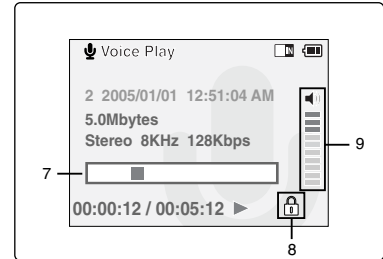 Voice Play
N
2 2005/01/01 12:51:04 AM
5.0Mbytes
Stereo 8KHz 128Kbps
7
9
00:00:12 / 00:05:12
8